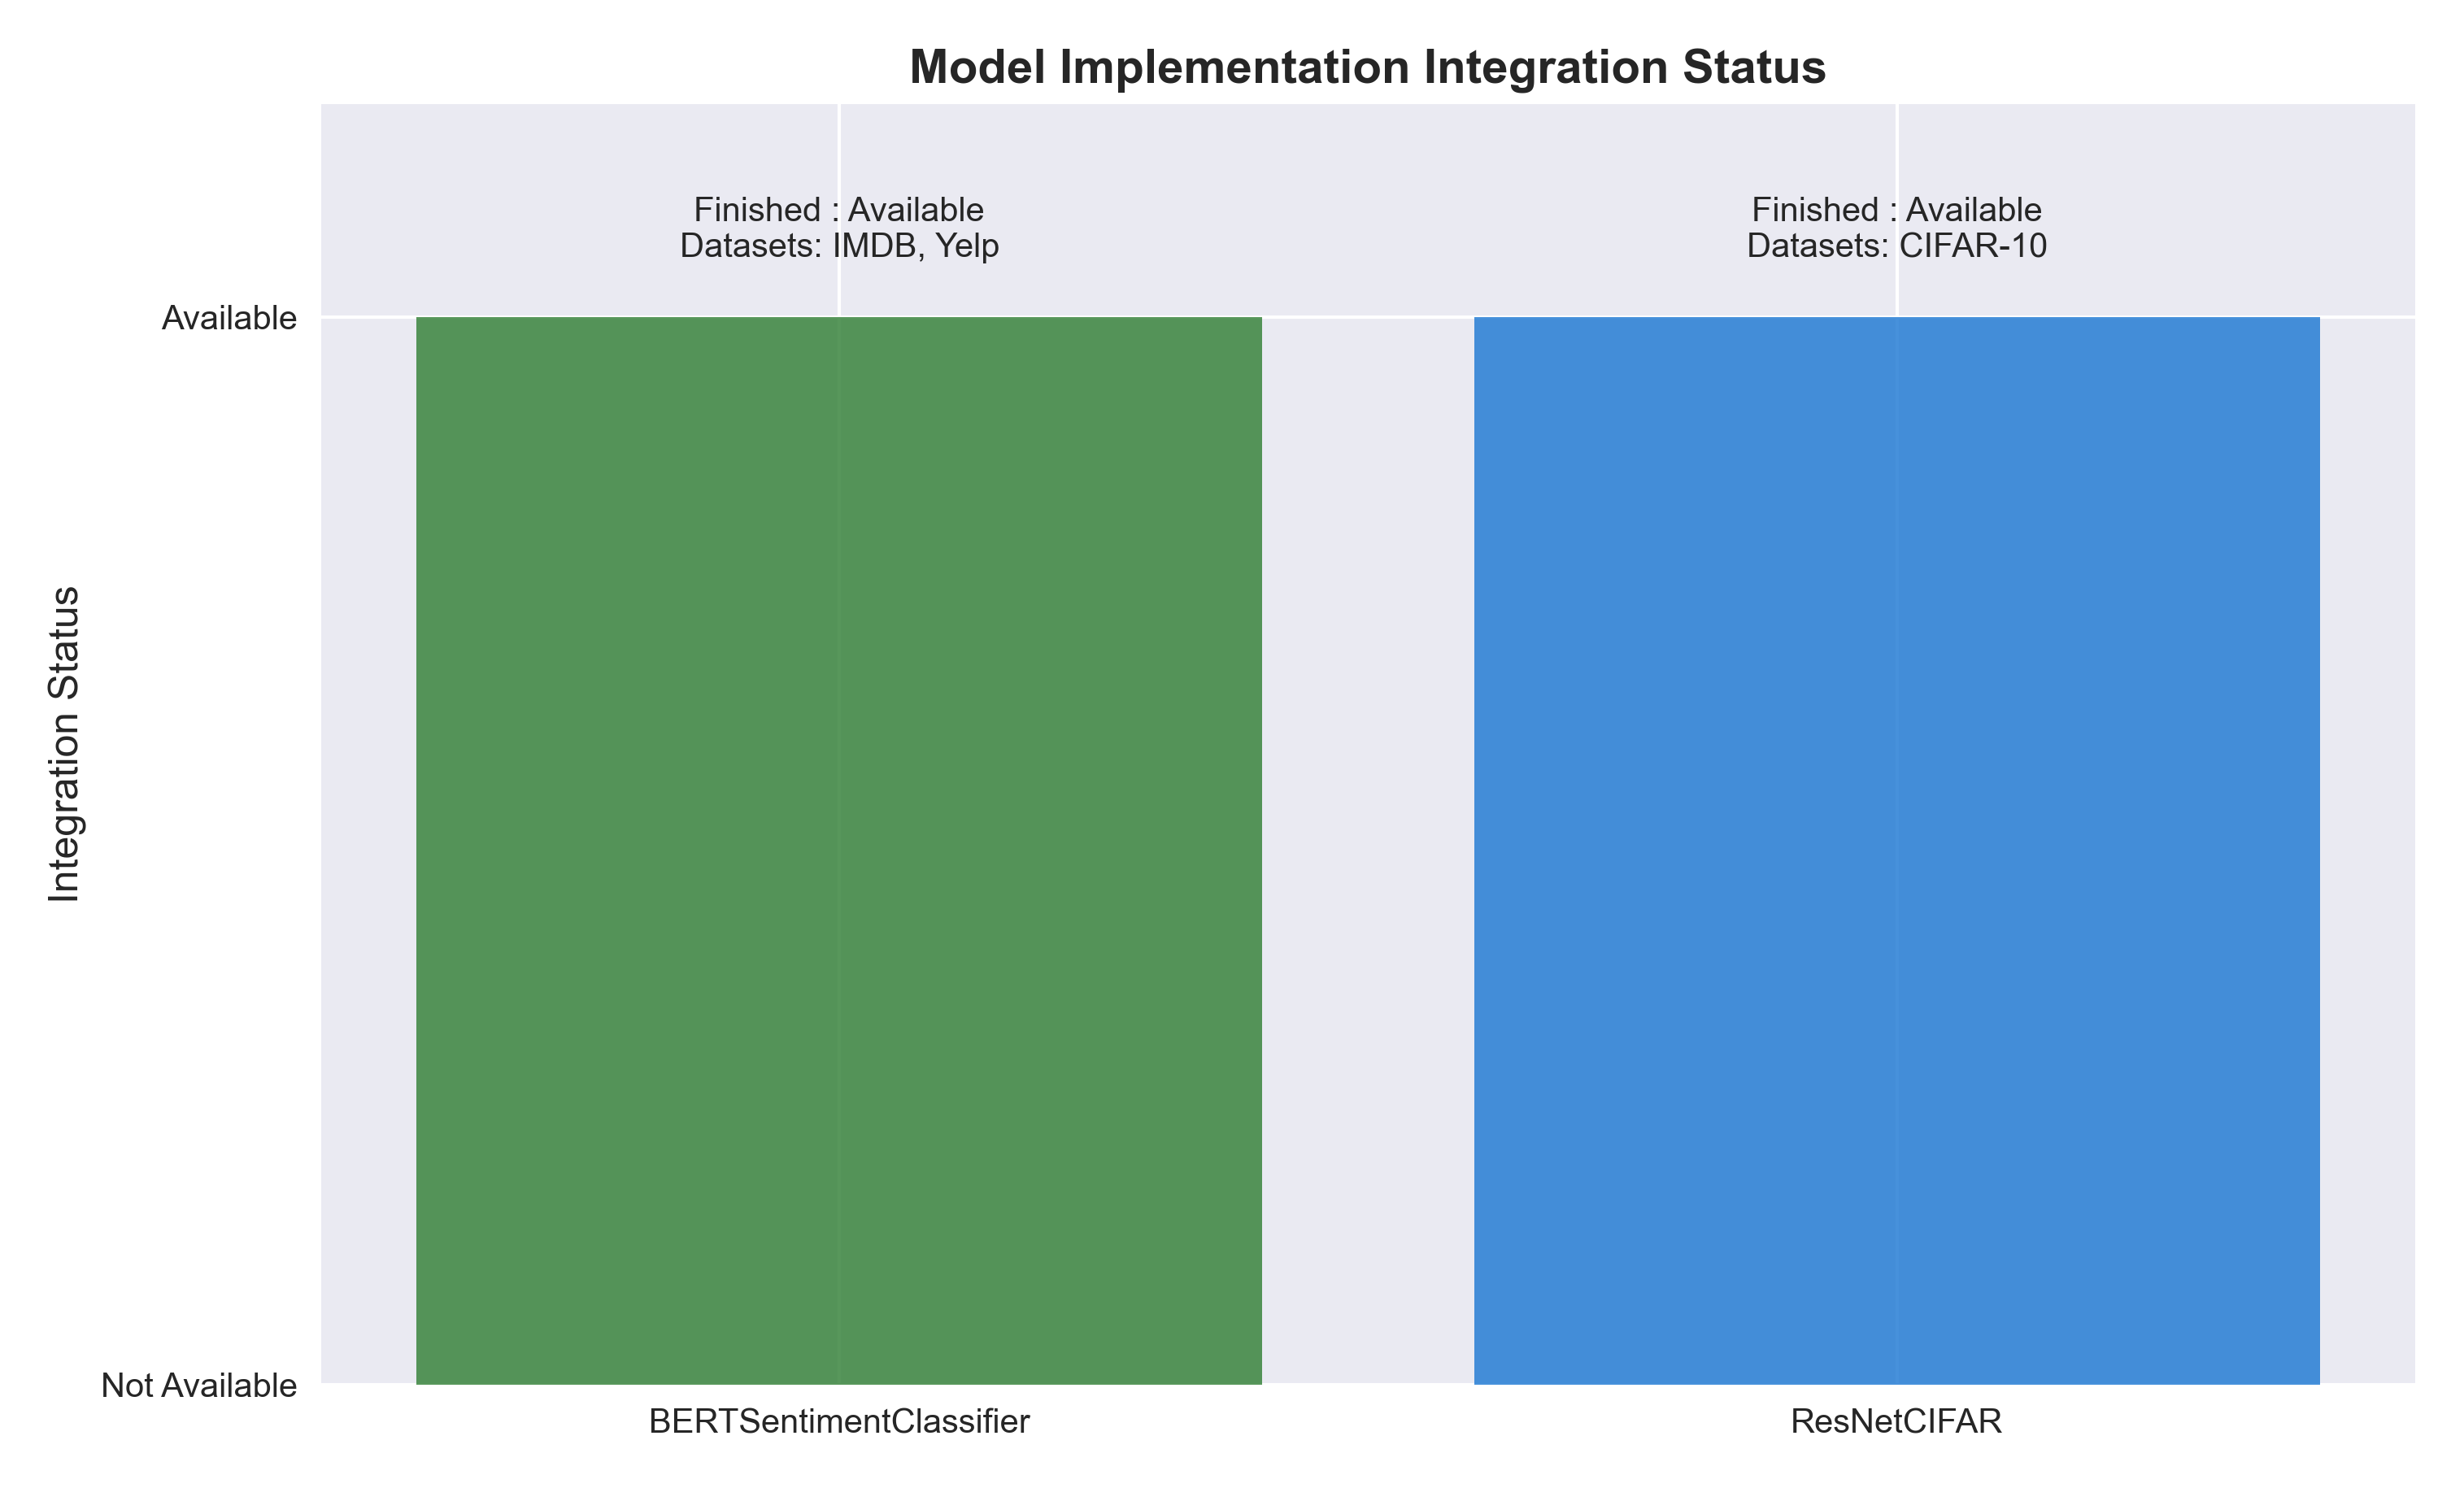 Model Implementation Integration Status
Finished : Available
Datasets: IMDB, Yelp
Finished : Available
Datasets: CIFAR-10
Available
Integration Status
Not Available
BERTSentimentClassifier
ResNetCIFAR